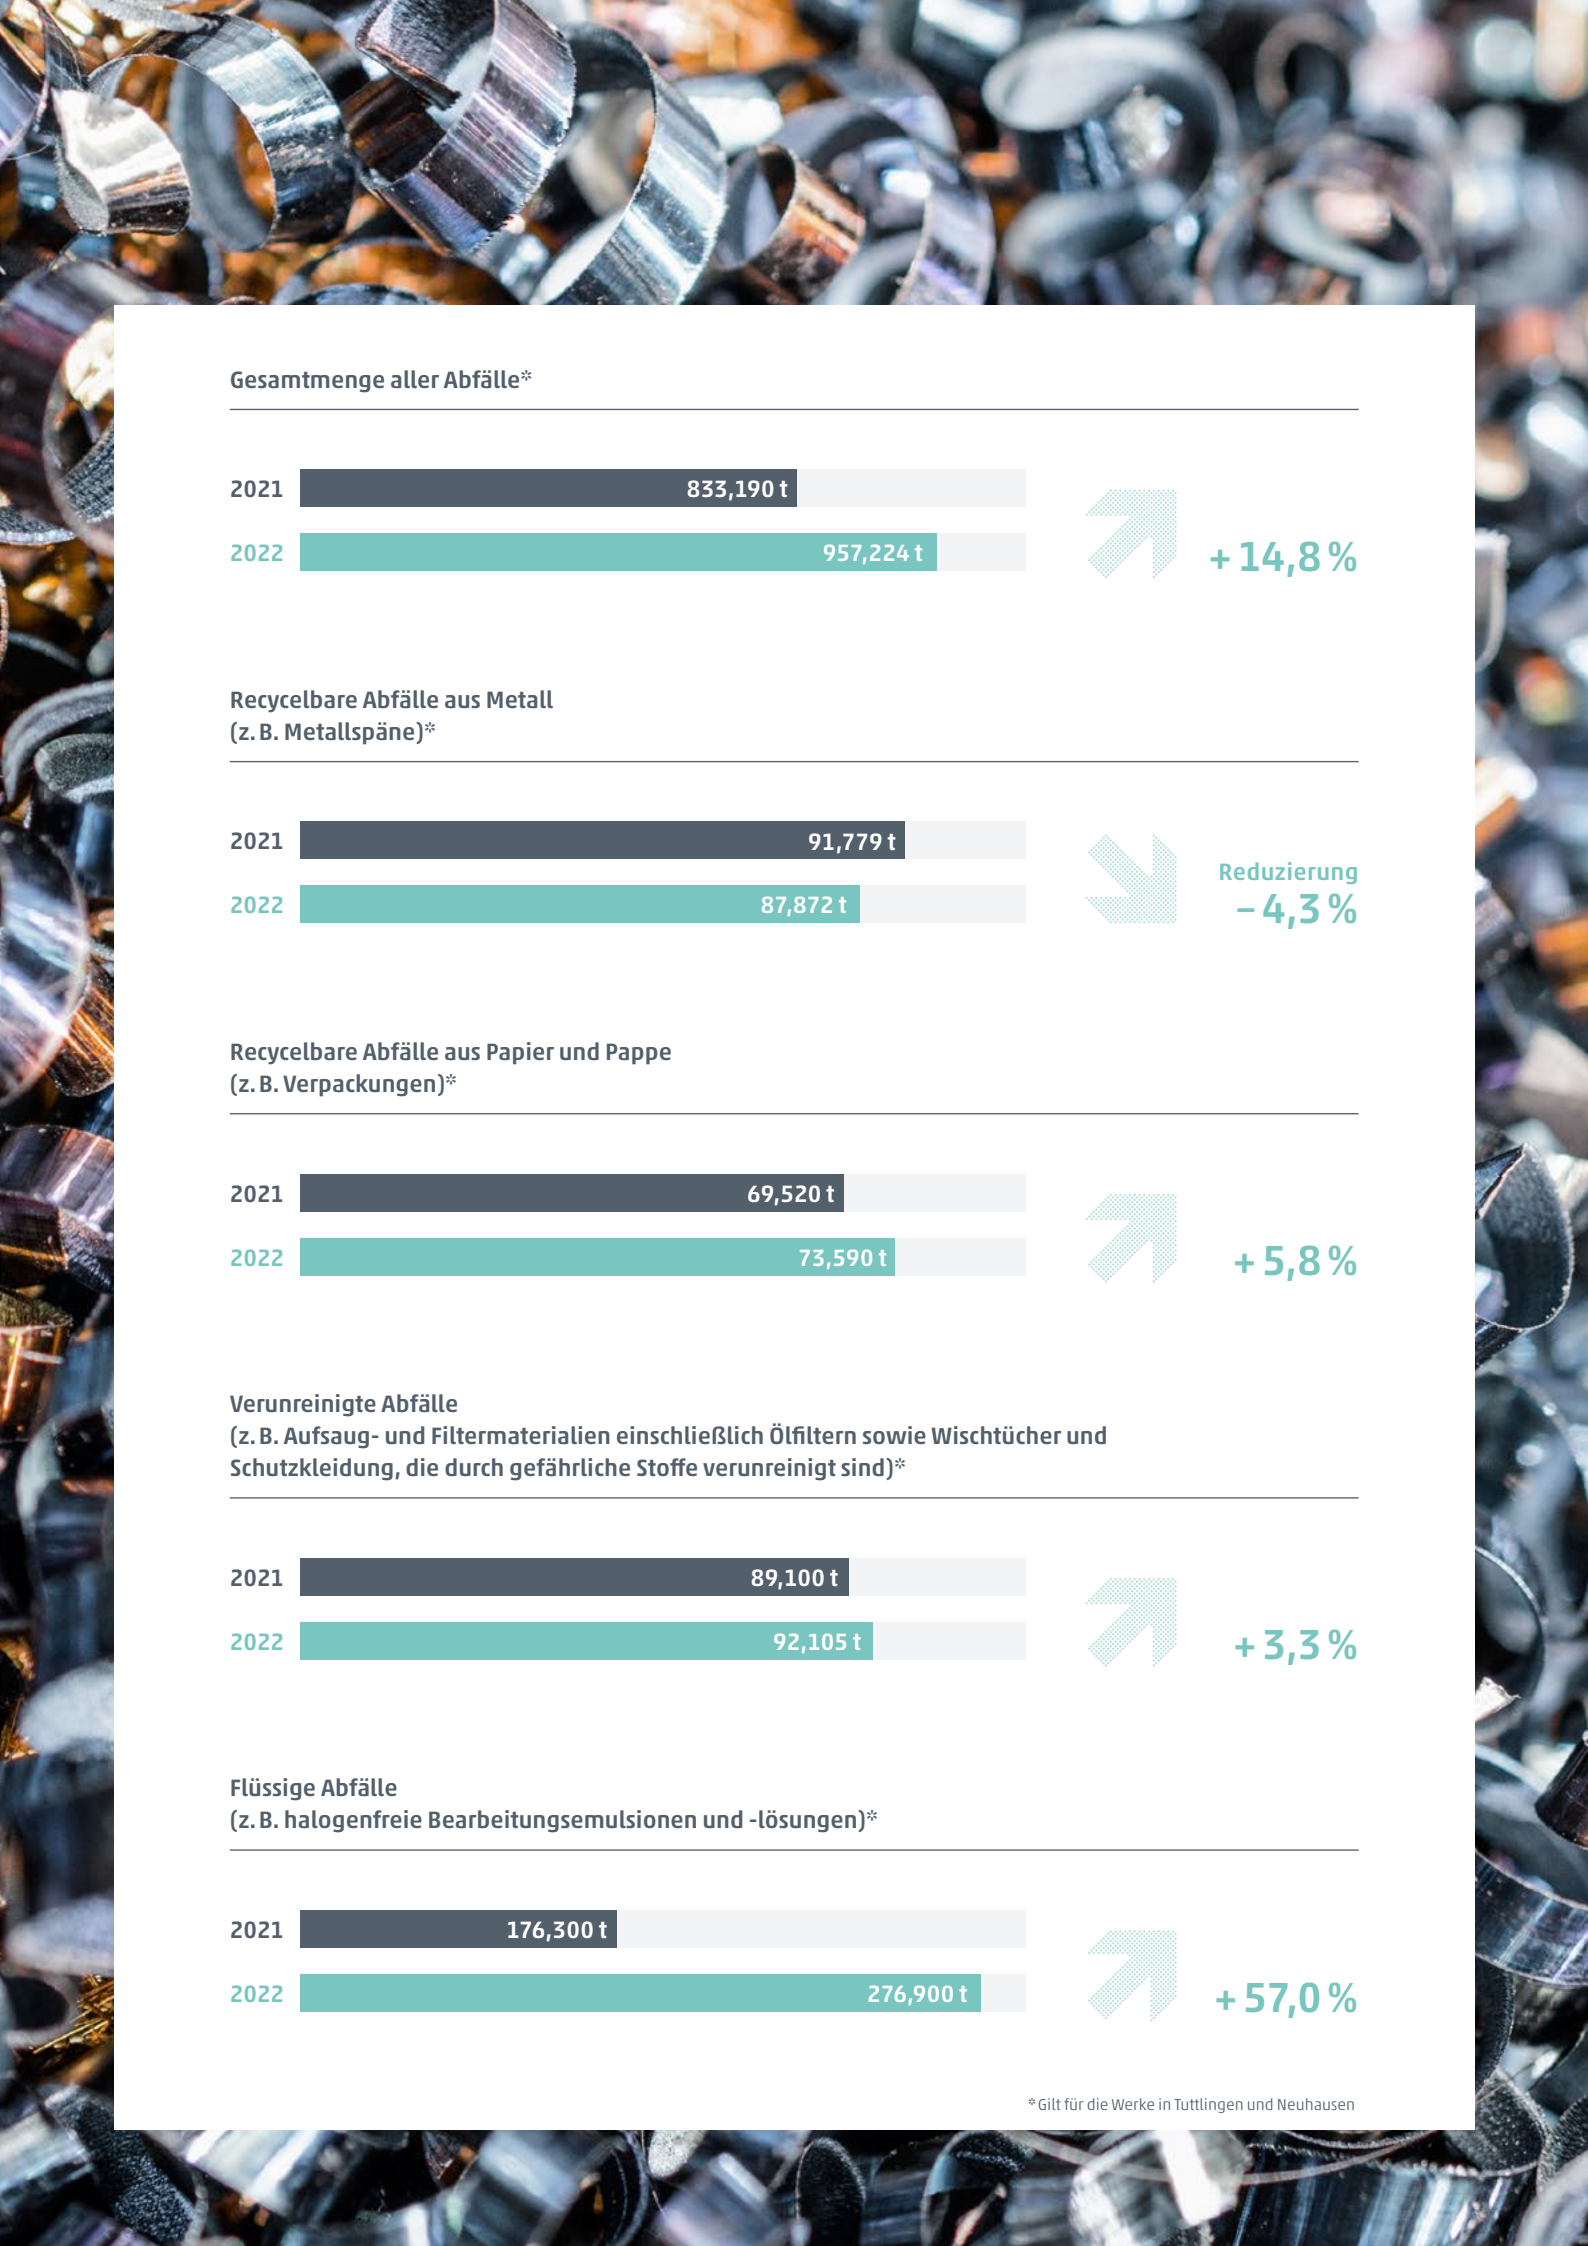 Gesamtmenge aller Abfälle*
2021 833,190 t
2022 957,224 t
+ 14,8 %
Recycelbare Abfälle aus Metall
(z. B. Metallspäne)*
2021 91,779 t
2022 87,872 t
Reduzierung
– 4,3 %
Recycelbare Abfälle aus Papier und Pappe
(z. B. Verpackungen)*
2021 69,520 t
2022 73,590 t
+ 5,8 %
Verunreinigte Abfälle
(z. B. Aufsaug- und Filtermaterialien einschließlich Ölfiltern sowie Wischtücher und
Schutzkleidung, die durch gefährliche Stoffe verunreinigt sind)*
2021 89,100 t
2022 92,105 t
+ 3,3 %
Flüssige Abfälle
(z. B. halogenfreie Bearbeitungsemulsionen und -lösungen)*
2021 176,300 t
2022 276,900 t
+ 57,0 %
* Gilt für die Werke in Tuttlingen und Neuhausen